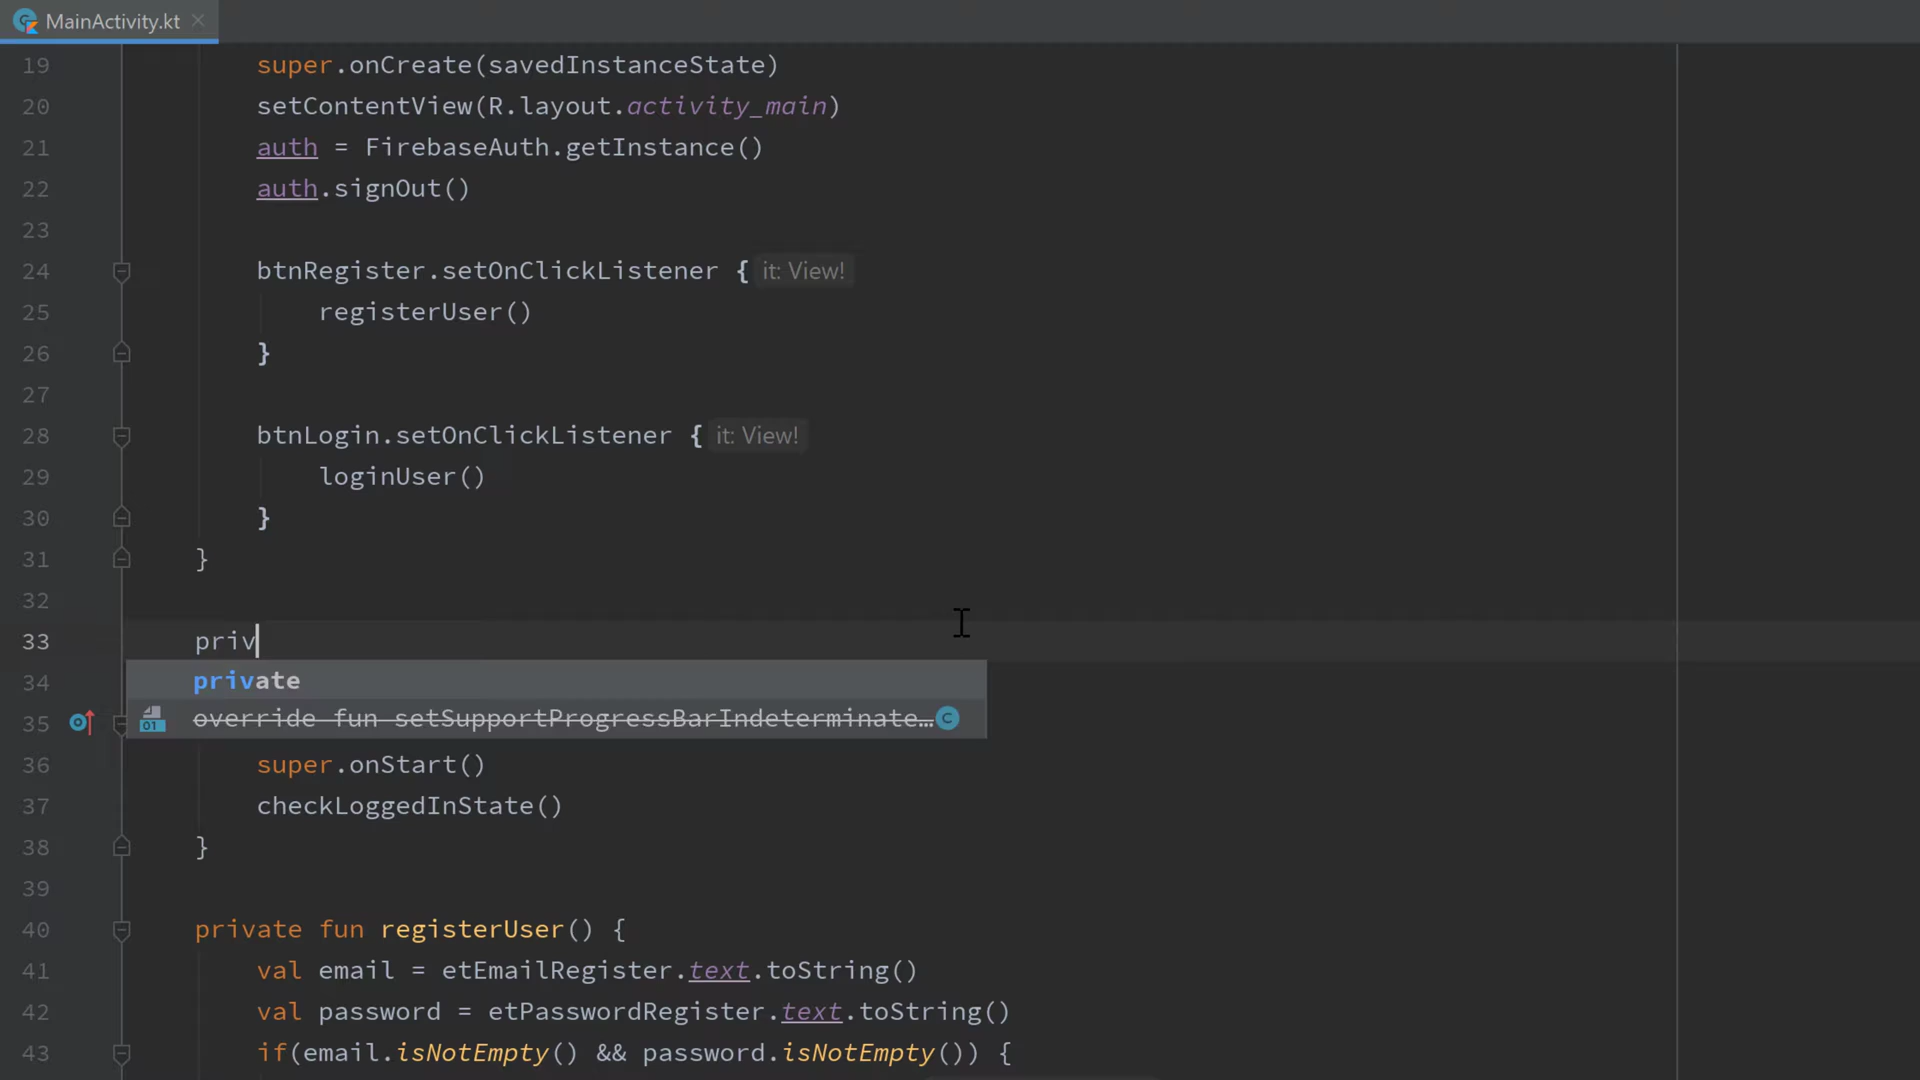 MainActivity.kt
19 super.onCreate(savedInstanceState)
20 setContentView(R.layout.activity_main)
21 auth = FirebaseAuth.getInstance()
22 auth.signOut()
23
24 btnRegister.setOnClickListener { it: View!
25 registerUser()
26 }
27
28 btnLogin.setOnClickListener { it: View!
29 loginUser()
30 }
31 }
32
33 priv
34 private
35 override fun setSupportProgressBarIndeterminate…
36 super.onStart()
37 checkLoggedInState()
38 }
39
40 private fun registerUser() {
41 val email = etEmailRegister.text.toString()
42 val password = etPasswordRegister.text.toString()
43 if(email.isNotEmpty() && password.isNotEmpty()) {